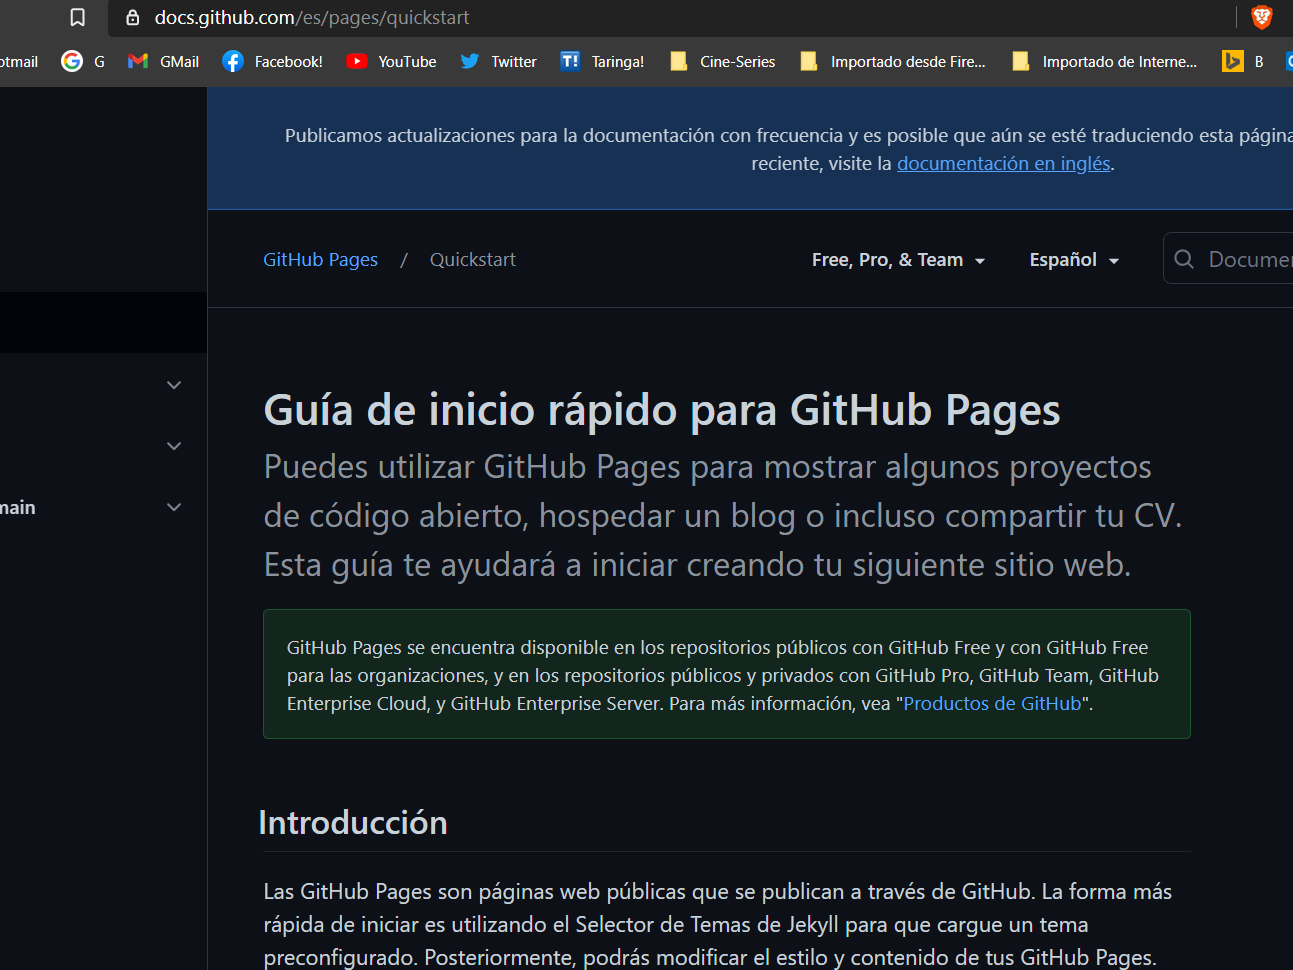 docs.github.com/es/pages/quickstart
G GMail Facebook! YouTube Twitter T! Taringa! Cine-Series Importado desde Fire... Importado de Interne... B
Publicamos actualizaciones para la documentación con frecuencia y es posible que aún se esté traduciendo esta página
reciente, visite la documentación en inglés.
GitHub Pages / Quickstart Free, Pro, & Team Español
Guía de inicio rápido para GitHub Pages
Puedes utilizar GitHub Pages para mostrar algunos proyectos
de código abierto, hospedar un blog o incluso compartir tu CV.
Esta guía te ayudará a iniciar creando tu siguiente sitio web.
GitHub Pages se encuentra disponible en los repositorios públicos con GitHub Free y con GitHub Free
para las organizaciones, y en los repositorios públicos y privados con GitHub Pro, GitHub Team, GitHub
Enterprise Cloud, y GitHub Enterprise Server. Para más información, vea "Productos de GitHub".
Introducción
Las GitHub Pages son páginas web públicas que se publican a través de GitHub. La forma más
rápida de iniciar es utilizando el Selector de Temas de Jekyll para que cargue un tema
preconfigurado. Posteriormente, podrás modificar el estilo y contenido de tus GitHub Pages.